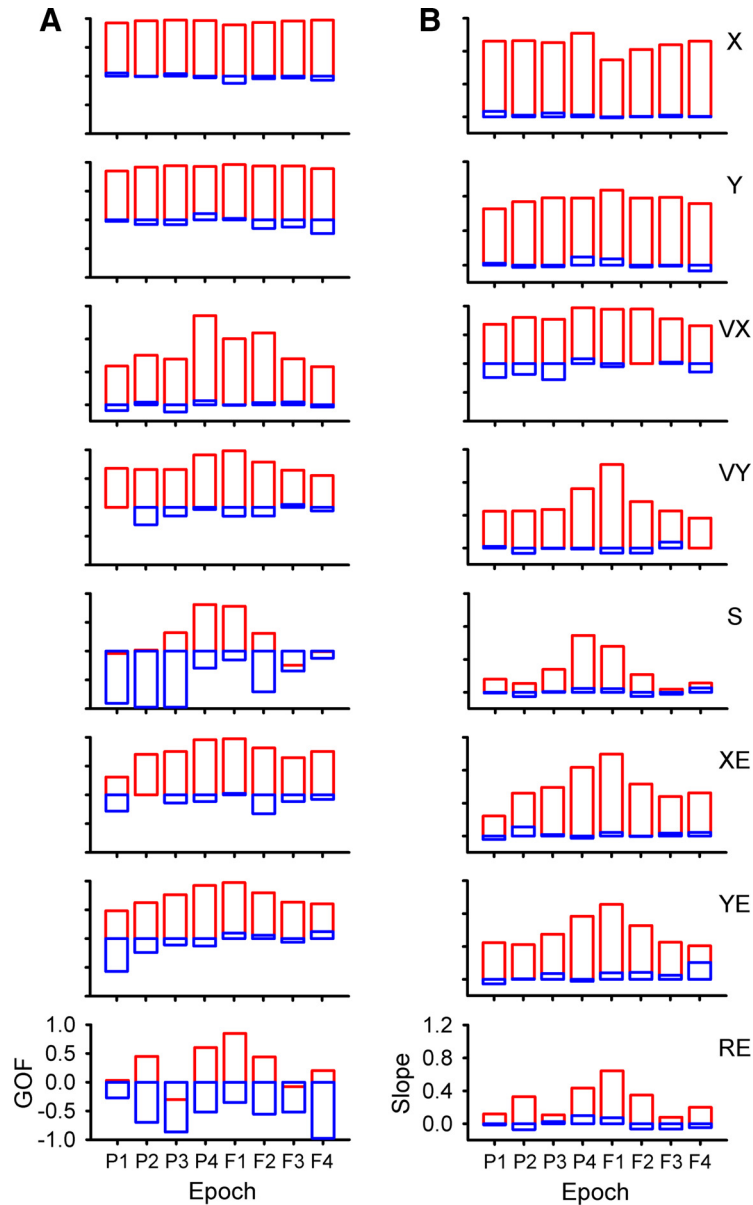 A
B
X
Y
VX
VY
S
XE
YE
RE
GOF
1.0
0.5
0.0
-0.5
-1.0
P1 P2 P3 P4 F1 F2 F3 F4
Epoch
Slope
1.2
0.8
0.4
0.0
P1 P2 P3 P4 F1 F2 F3 F4
Epoch